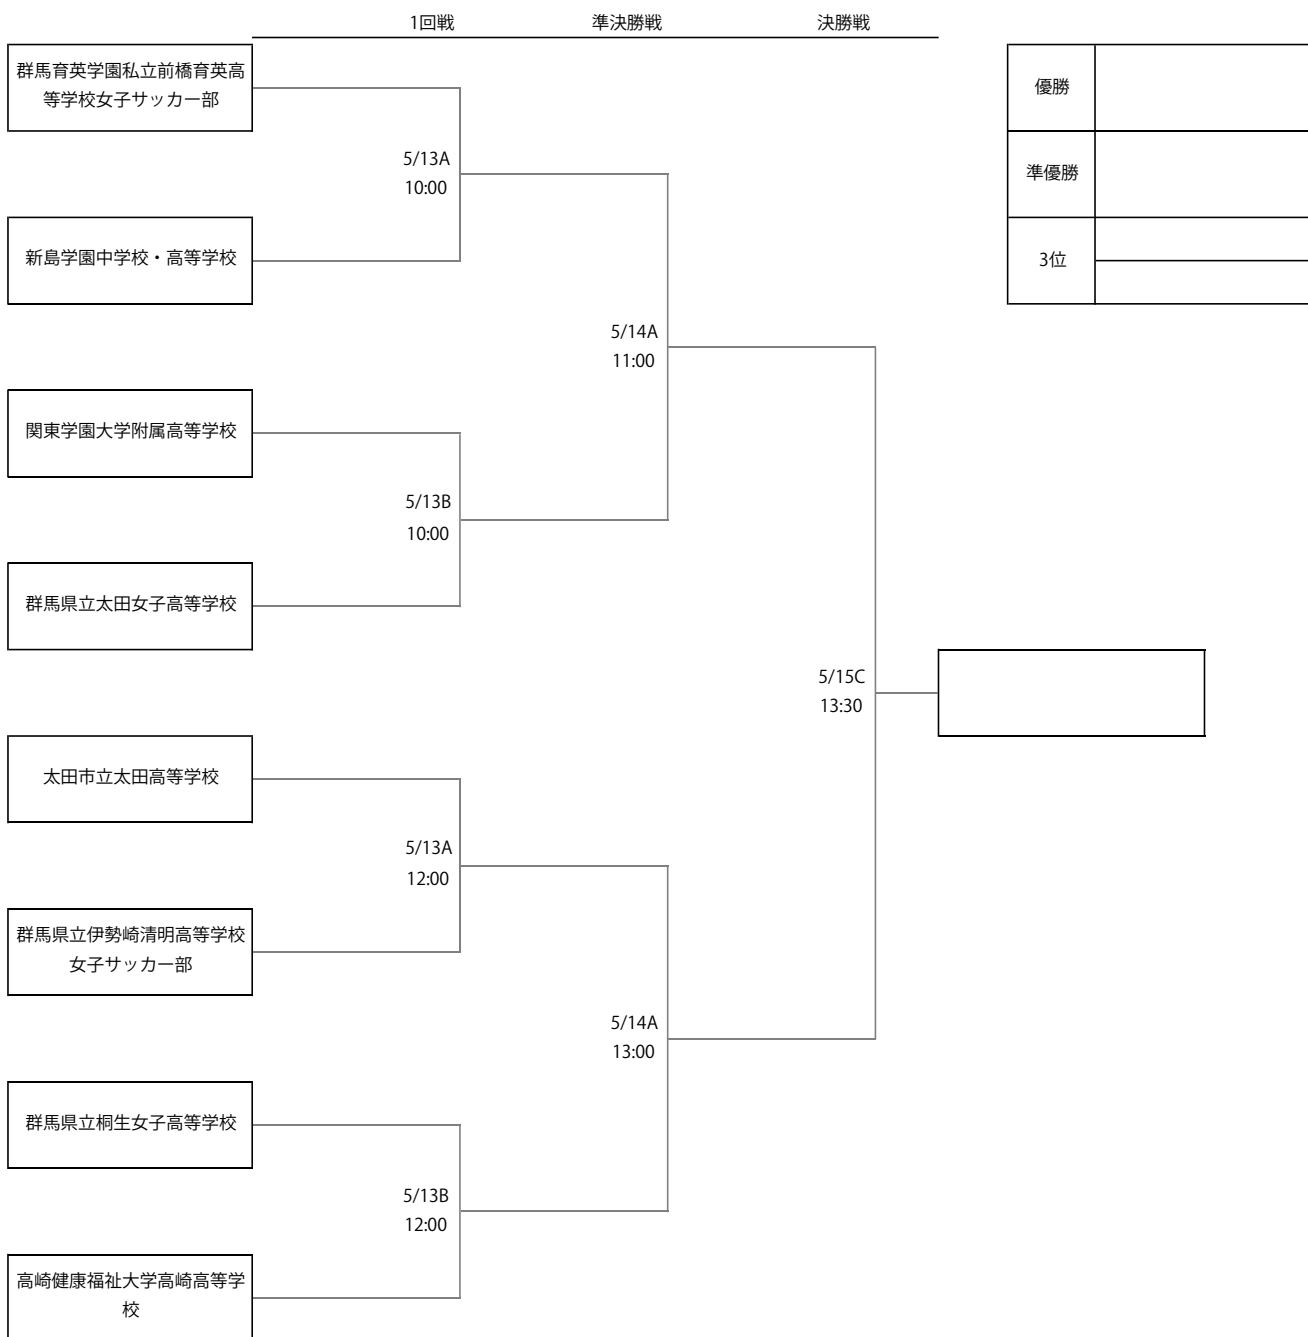 1回戦
準決勝戦
決勝戦
群馬育英学園私立前橋育英高
等学校女子サッカー部
優勝
5/13A
10:00
準優勝
新島学園中学校・高等学校
3位
5/14A
11:00
関東学園大学附属高等学校
5/13B
10:00
群馬県立太田女子高等学校
5/15C
13:30
太田市立太田高等学校
5/13A
12:00
群馬県立伊勢崎清明高等学校
女子サッカー部
5/14A
13:00
群馬県立桐生女子高等学校
5/13B
12:00
高崎健康福祉大学高崎高等学
校